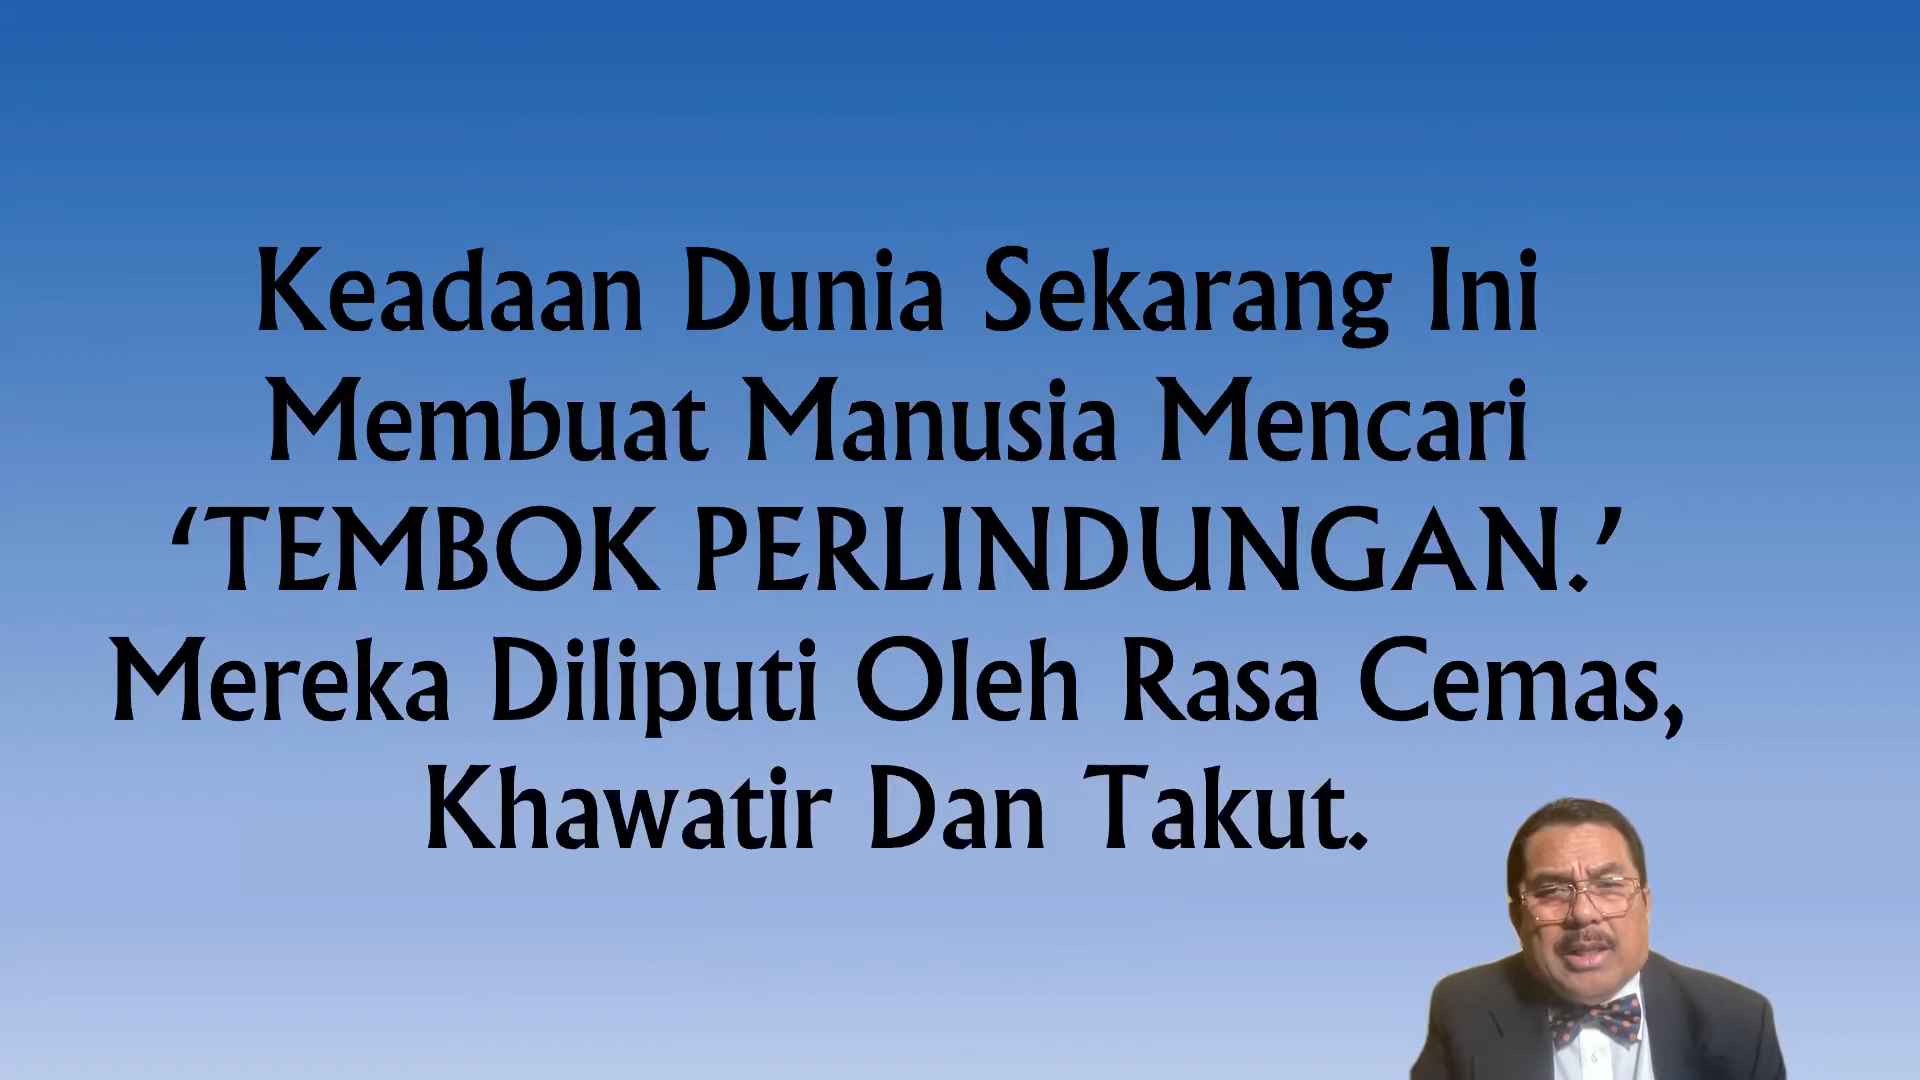 Keadaan Dunia Sekarang Ini
Membuat Manusia Mencari
‘TEMBOK PERLINDUNGAN.’
Mereka Diliputi Oleh Rasa Cemas,
Khawatir Dan Takut.